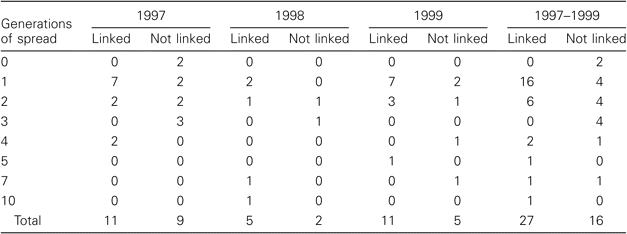 Generations of spread 1997 1998 1999 1997–1999
Linked Not linked Linked Not linked Linked Not linked Linked Not linked
0 0 2 0 0 0 0 0 2
1 7 2 2 0 7 2 16 4
2 2 2 1 1 3 1 6 4
3 0 3 0 1 0 0 0 4
4 2 0 0 0 0 1 2 1
5 0 0 0 0 1 0 1 0
7 0 0 1 0 0 1 1 1
10 0 0 1 0 0 0 1 0
Total 11 9 5 2 11 5 27 16